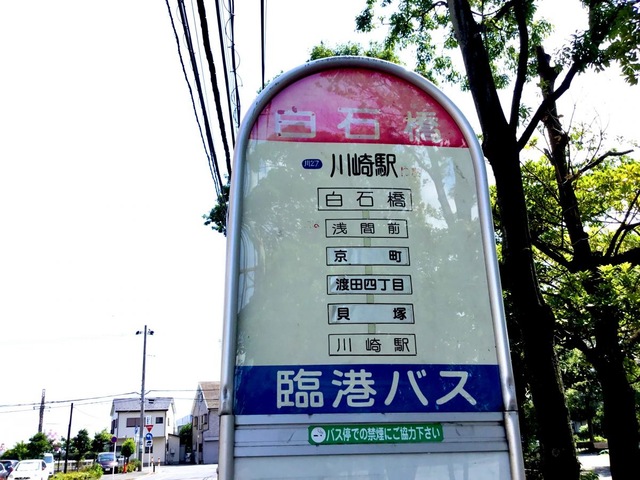 白石橋
川27 川崎駅
白石橋
浅間前
京町
渡田四丁目
貝塚
川崎駅
臨港バス
バス停での禁煙にご協力下さい